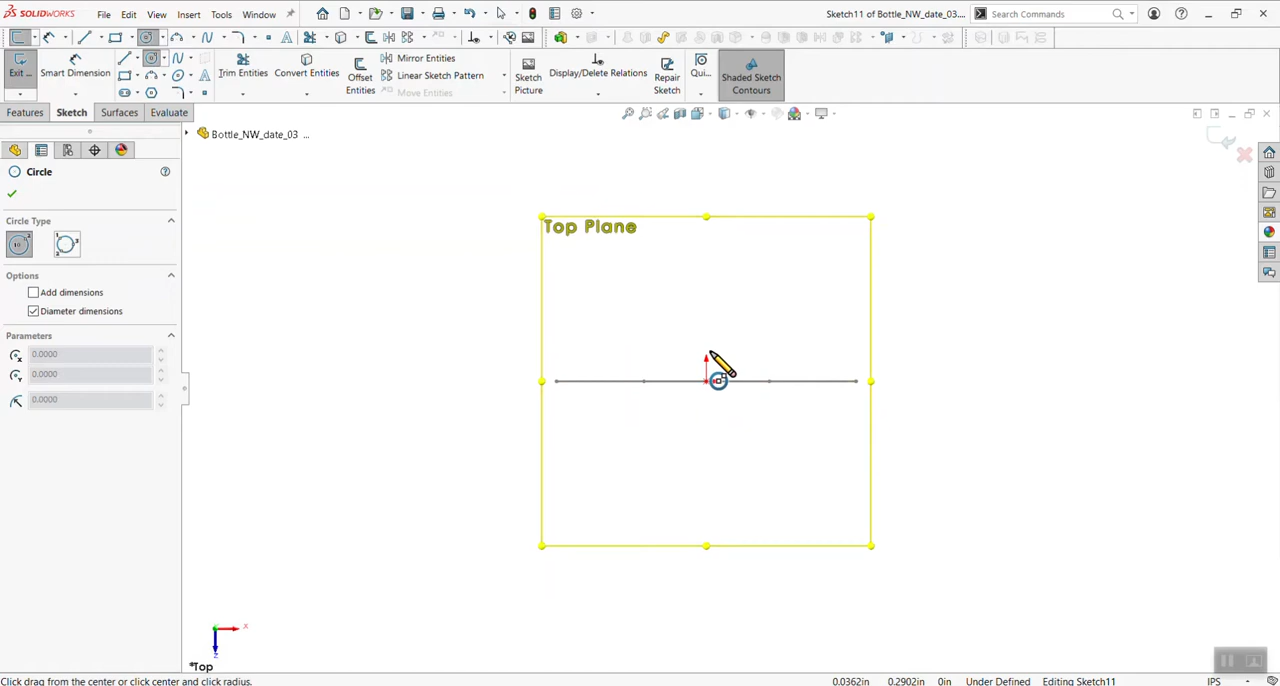 SOLIDWORKS File Edit View Insert Tools Window Sketch11 of Bottle_NW_date_03.... Search Commands
Exit ... Smart Dimension Trim Entities Convert Entities Offset Entities Mirror Entities Linear Sketch Pattern Move Entities Sketch Picture Display/Delete Relations Repair Sketch Qui... Shaded Sketch Contours
Features Sketch Surfaces Evaluate
Bottle_NW_date_03 ...
Circle
Circle Type
Options
Add dimensions
Diameter dimensions
Parameters
0.0000
0.0000
0.0000
Top Plane
x
z
*Top
Click drag from the center or click center and click radius. 0.0362in 0.2902in 0in Under Defined Editing Sketch11 IPS